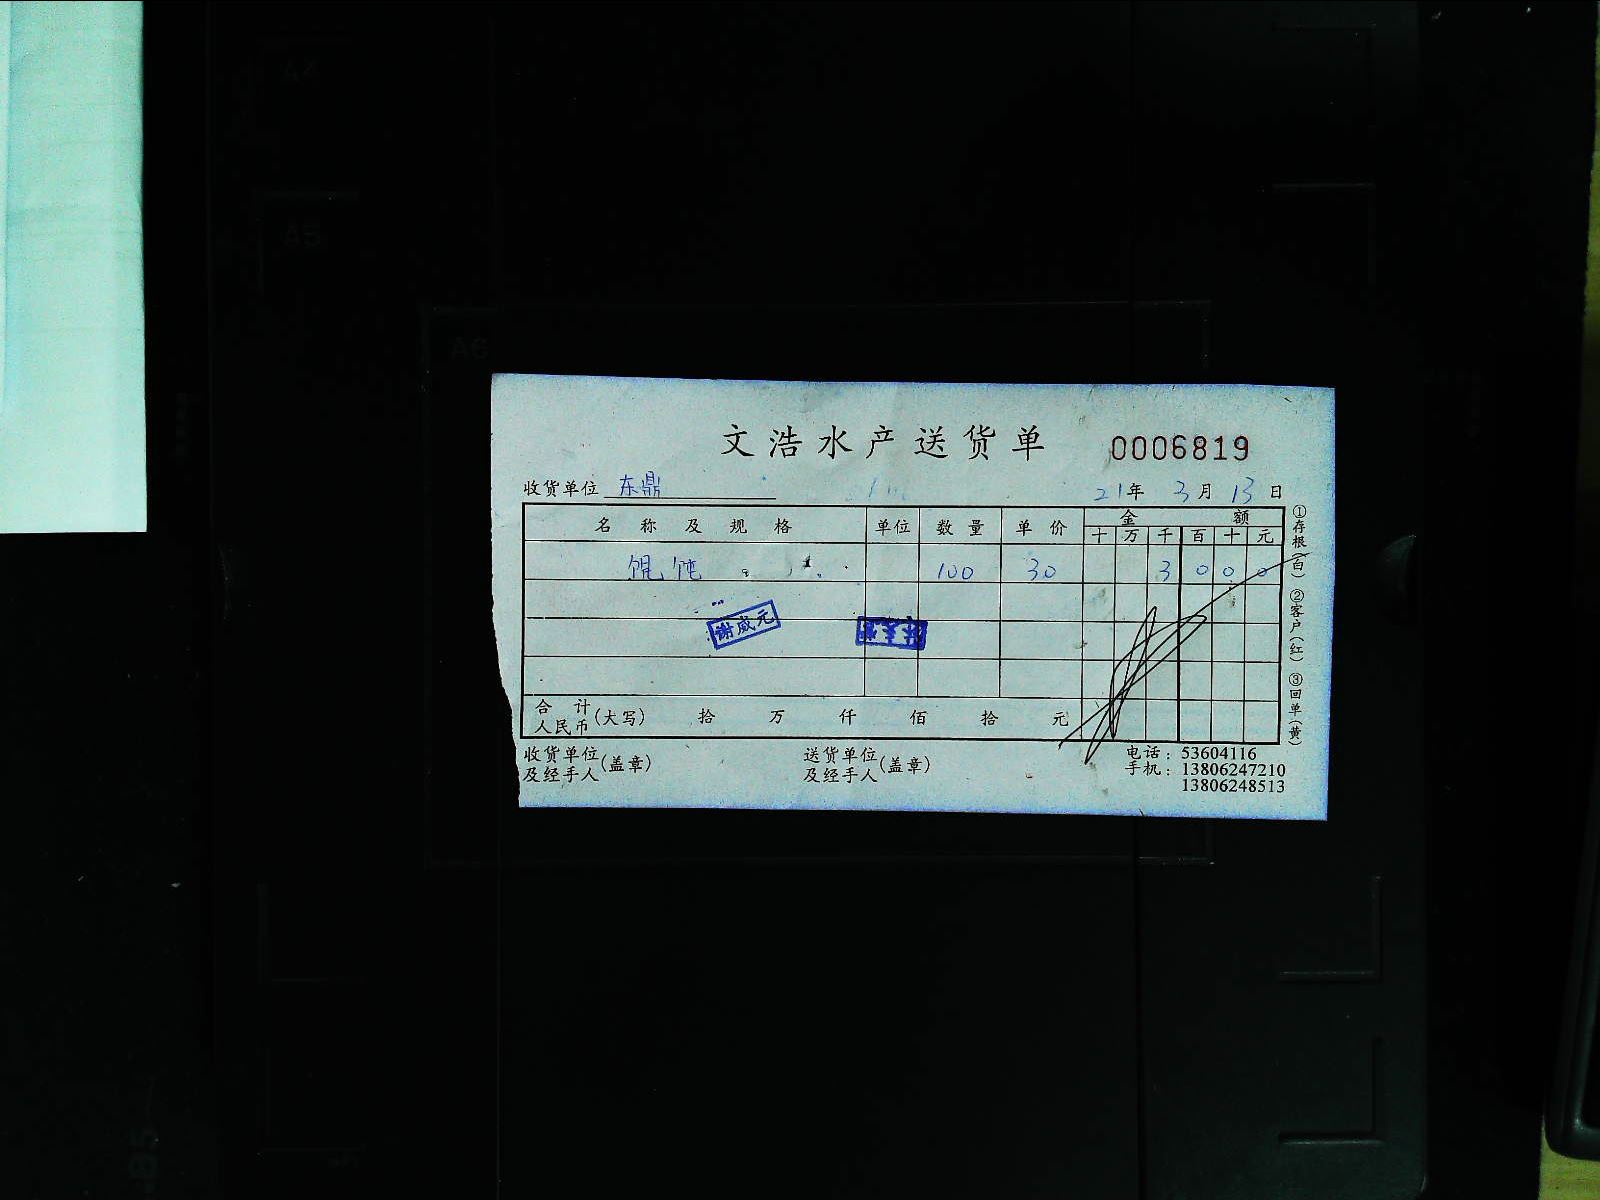 A4
A5
A6
文浩水产送货单 0006819
收货单位 东鼎 21年 3月 13日
名称及规格 单位 数量 单价 金额
十 万 千 百 十 元
馄饨 100 30 3 0 0 0
谢威元
合计人民币(大写) 拾 万 仟 佰 拾 元
①存根(白) ②客户(红) ③回单(黄)
收货单位及经手人(盖章) 送货单位及经手人(盖章)
电话：53604116
手机：13806247210
13806248513
B5